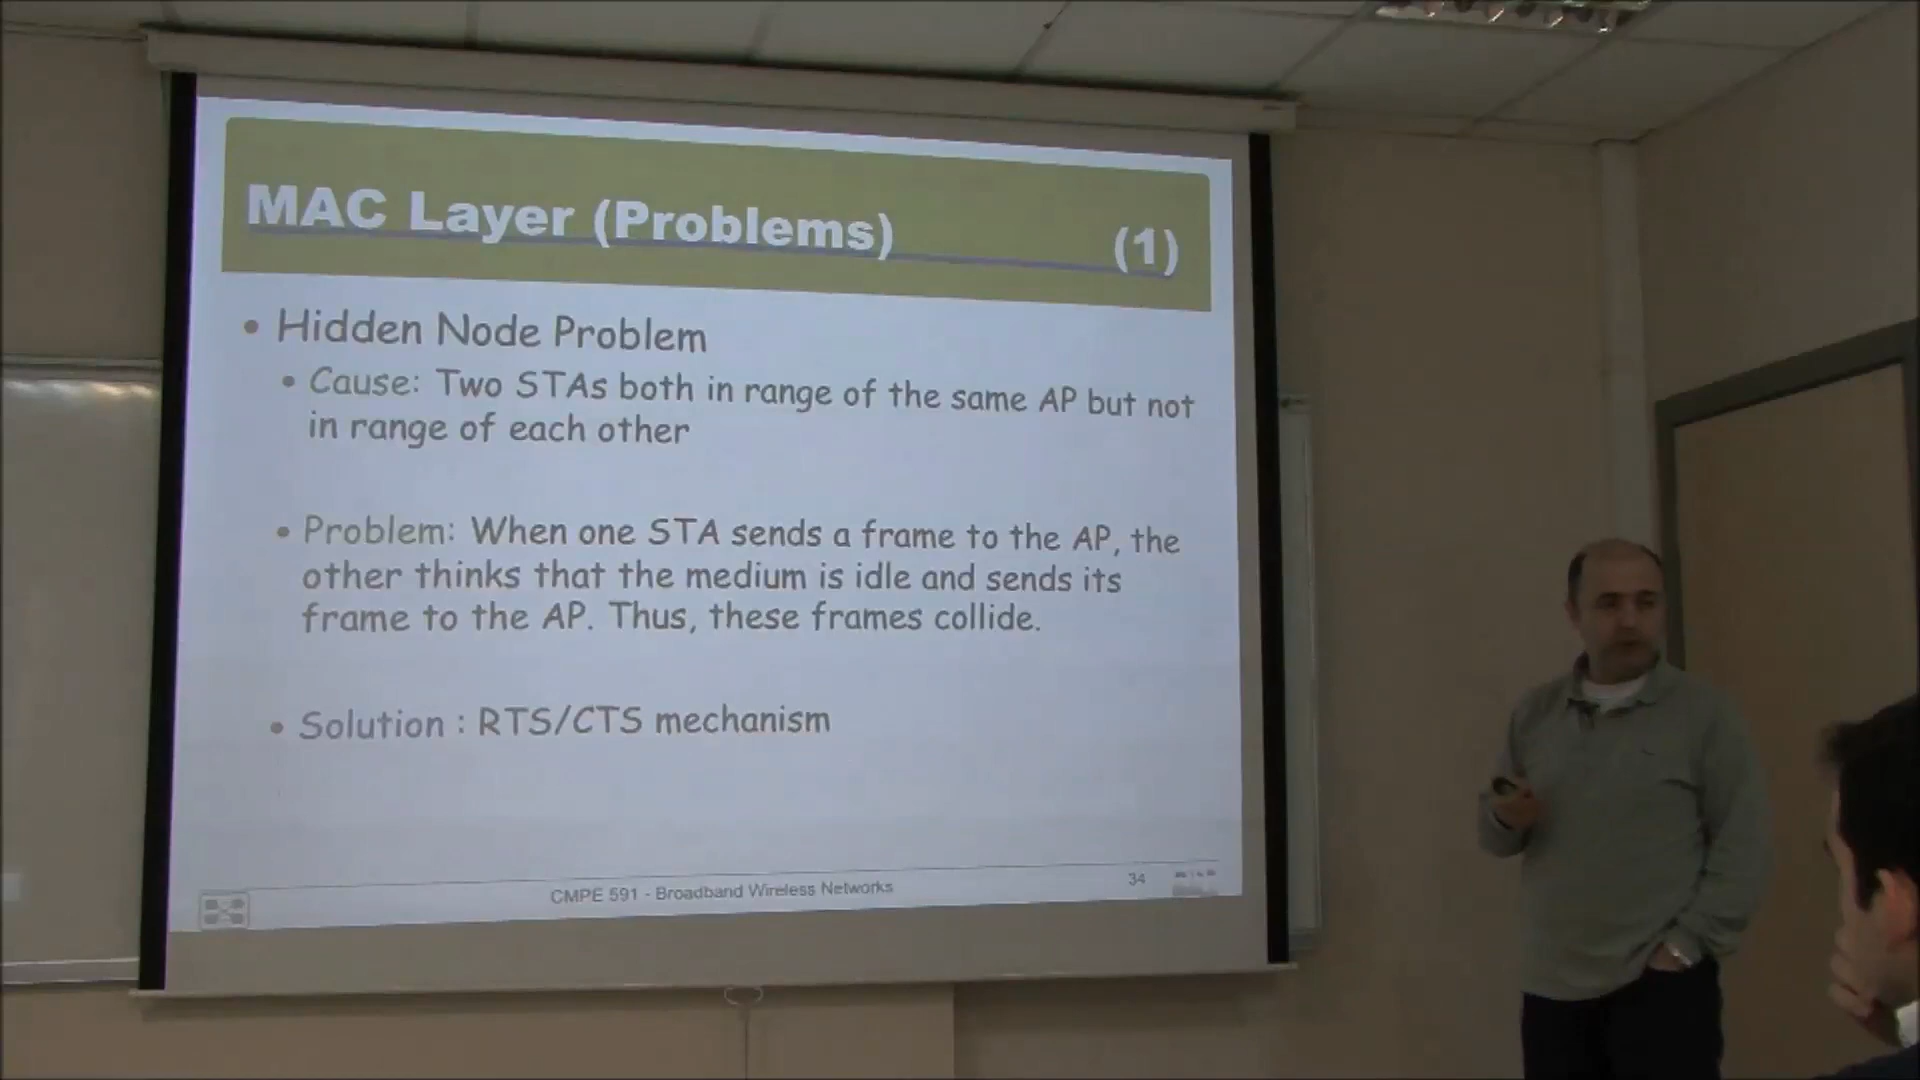 MAC Layer (Problems) (1)
• Hidden Node Problem
• Cause: Two STAs both in range of the same AP but not
in range of each other
• Problem: When one STA sends a frame to the AP, the
other thinks that the medium is idle and sends its
frame to the AP. Thus, these frames collide.
• Solution : RTS/CTS mechanism
CMPE 591 - Broadband Wireless Networks 34